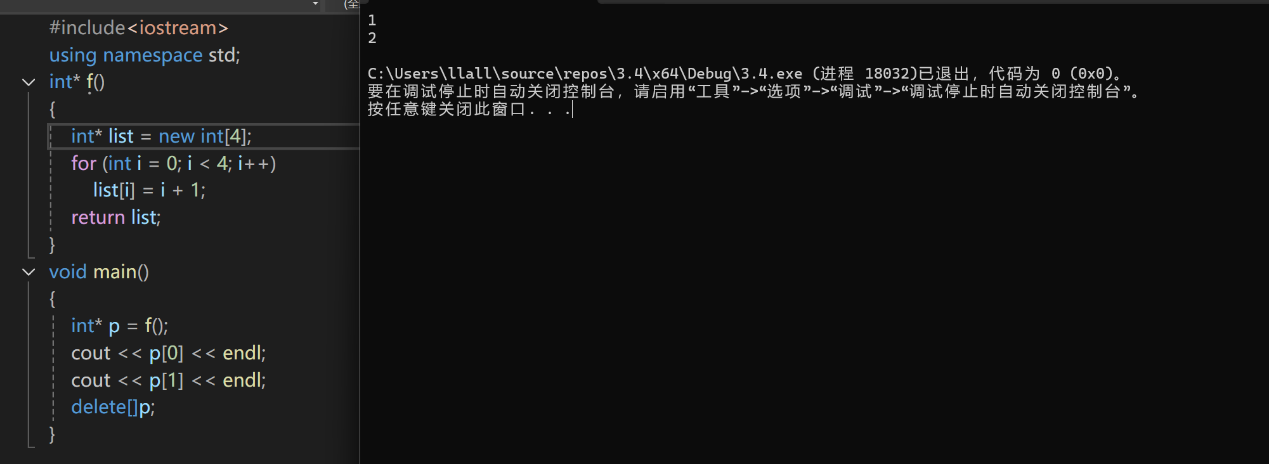 (全
#include<iostream>
using namespace std;
int* f()
{
int* list = new int[4];
for (int i = 0; i < 4; i++)
list[i] = i + 1;
return list;
}
void main()
{
int* p = f();
cout << p[0] << endl;
cout << p[1] << endl;
delete[]p;
}
1
2
C:\Users\llall\source\repos\3.4\x64\Debug\3.4.exe (进程 18032)已退出，代码为 0 (0x0)。
要在调试停止时自动关闭控制台，请启用“工具”->“选项”->“调试”->“调试停止时自动关闭控制台”。
按任意键关闭此窗口. . .